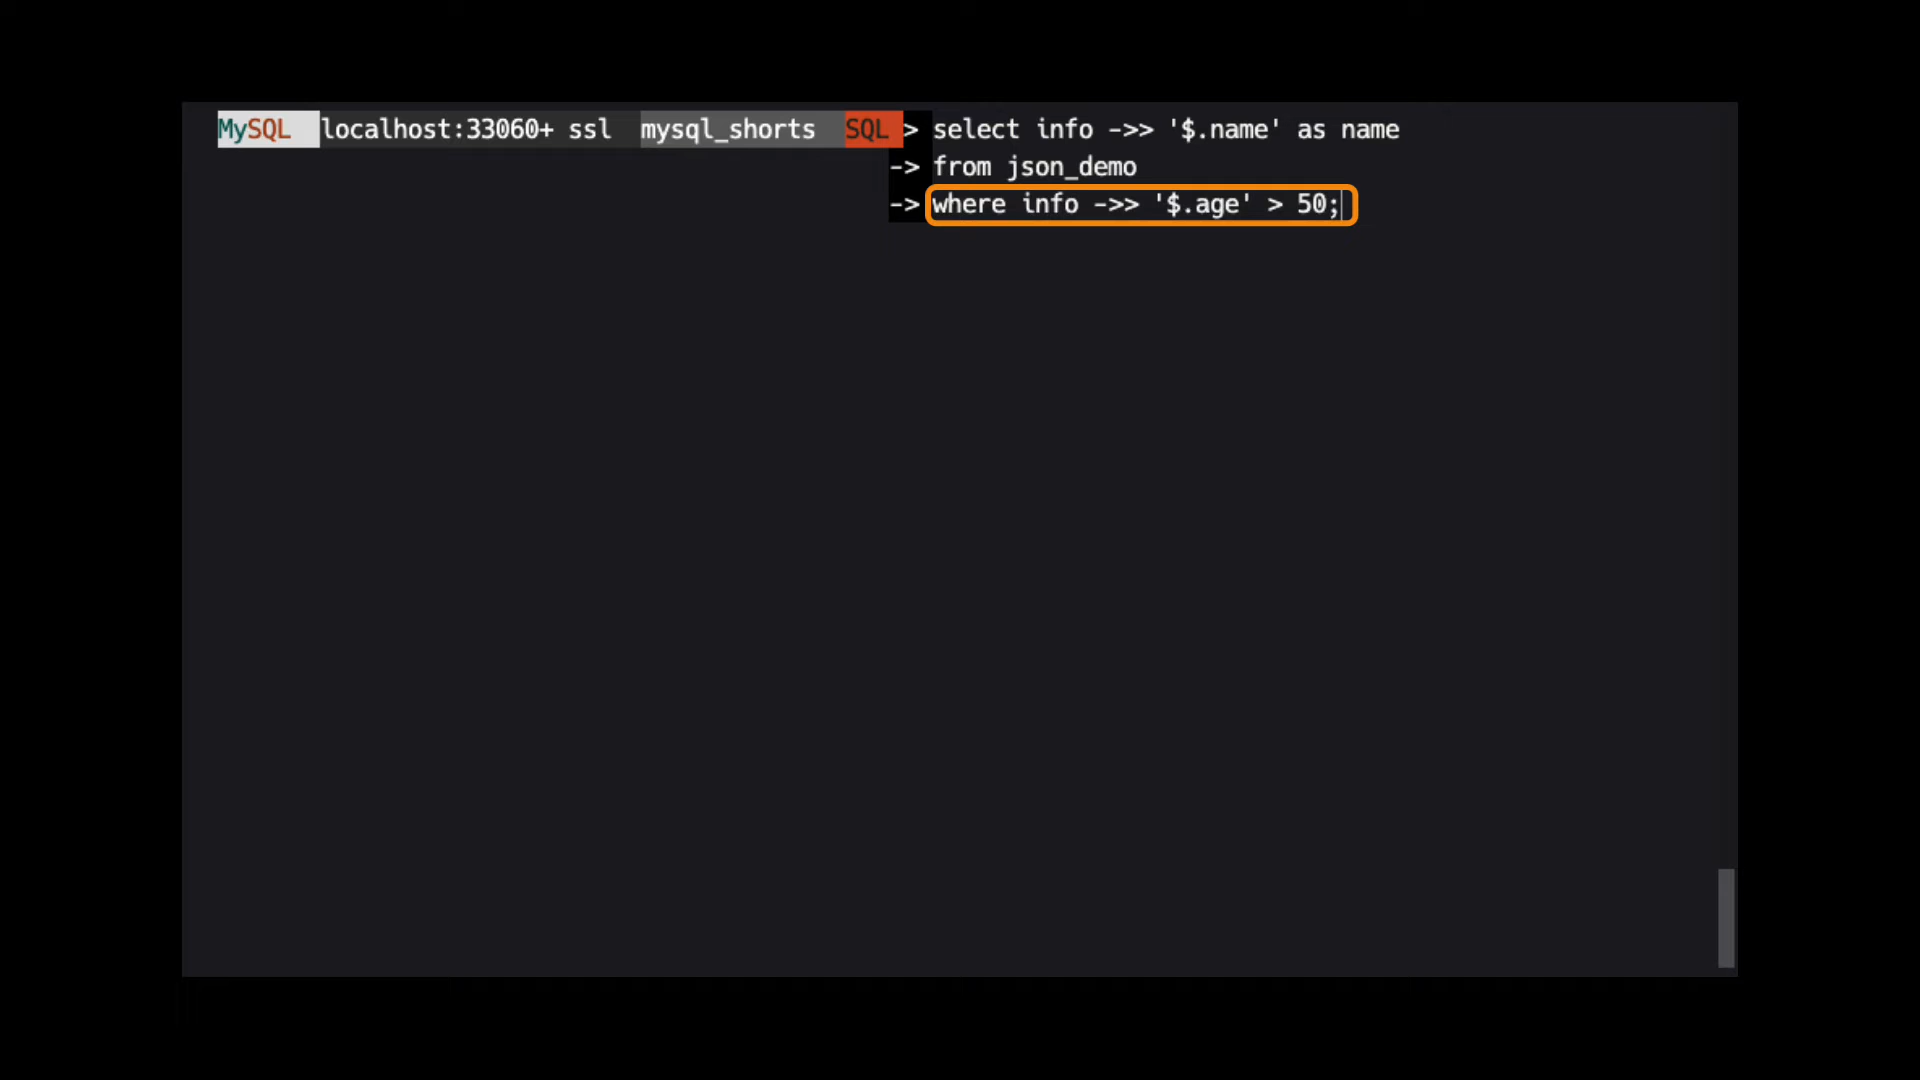 MySQL localhost:33060+ ssl mysql_shorts SQL > select info ->> '$.name' as name
-> from json_demo
-> where info ->> '$.age' > 50;